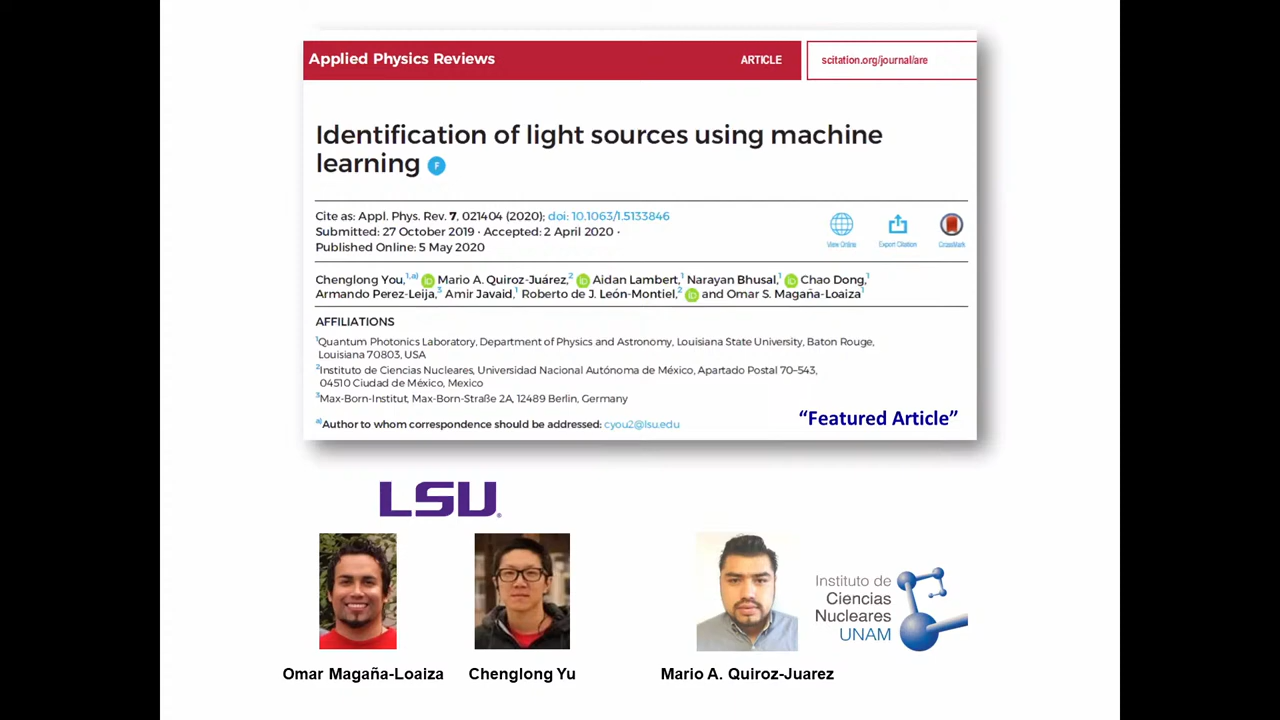 Applied Physics Reviews
ARTICLE
scitation.org/journal/are
Identification of light sources using machine
learning F
Cite as: Appl. Phys. Rev. 7, 021404 (2020); doi: 10.1063/1.5133846
Submitted: 27 October 2019 · Accepted: 2 April 2020 ·
Published Online: 5 May 2020
View Online
Export Citation
CrossMark
Chenglong You,1,a) iD Mario A. Quiroz-Juárez,2 iD Aidan Lambert,1 Narayan Bhusal,1 iD Chao Dong,1
Armando Perez-Leija,3 Amir Javaid,1 Roberto de J. León-Montiel,2 iD and Omar S. Magaña-Loaiza1
AFFILIATIONS
1Quantum Photonics Laboratory, Department of Physics and Astronomy, Louisiana State University, Baton Rouge,
Louisiana 70803, USA
2Instituto de Ciencias Nucleares, Universidad Nacional Autónoma de México, Apartado Postal 70–543,
04510 Ciudad de México, Mexico
3Max-Born-Institut, Max-Born-Straße 2A, 12489 Berlin, Germany
a)Author to whom correspondence should be addressed: cyou2@lsu.edu
“Featured Article”
LSU®
Instituto de
Ciencias
Nucleares
UNAM
Omar Magaña-Loaiza
Chenglong Yu
Mario A. Quiroz-Juarez